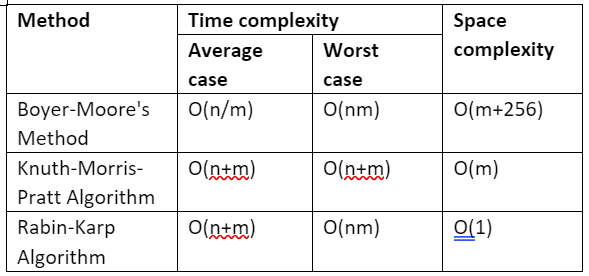 Method Time complexity Space
complexity
Average
case Worst
case
Boyer-Moore's
Method O(n/m) O(nm) O(m+256)
Knuth-Morris-
Pratt Algorithm O(n+m) O(n+m) O(m)
Rabin-Karp
Algorithm O(n+m) O(nm) O(1)